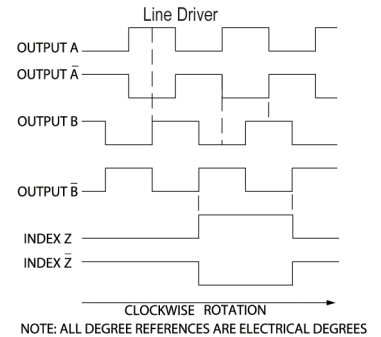 Line Driver
OUTPUT A
OUTPUT A̅
OUTPUT B
OUTPUT B̅
INDEX Z
INDEX Z̅
CLOCKWISE ROTATION
NOTE: ALL DEGREE REFERENCES ARE ELECTRICAL DEGREES